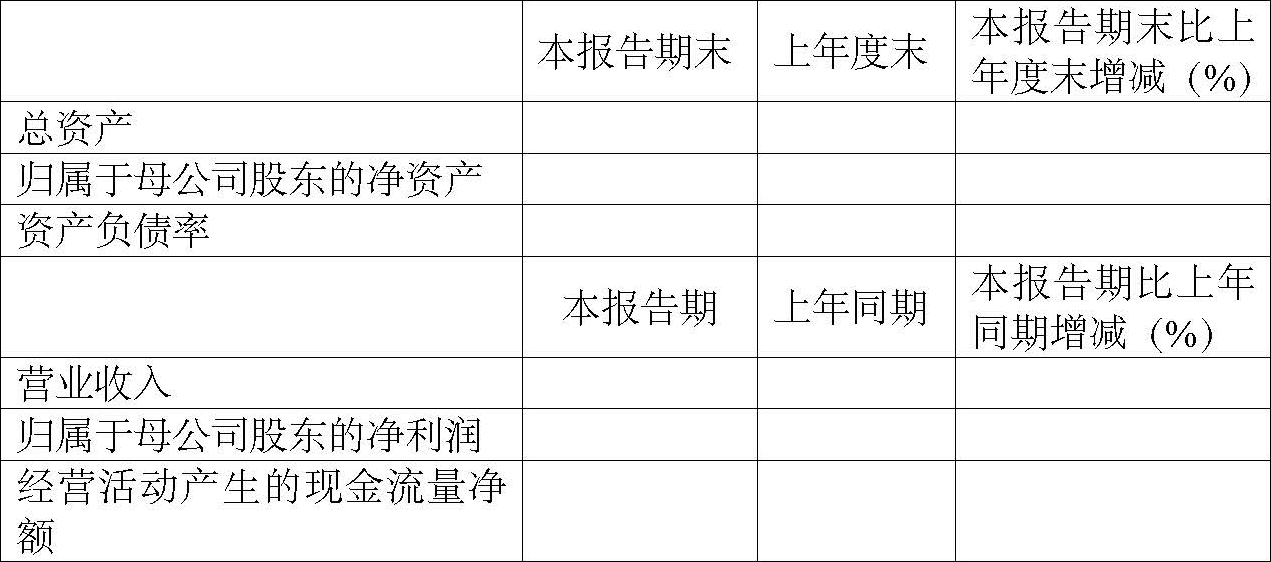 本报告期末 上年度末 本报告期末比上
年度末增减 (%)
总资产
归属于母公司股东的净资产
资产负债率
本报告期 上年同期 本报告期比上年
同期增减 (%)
营业收入
归属于母公司股东的净利润
经营活动产生的现金流量净
额